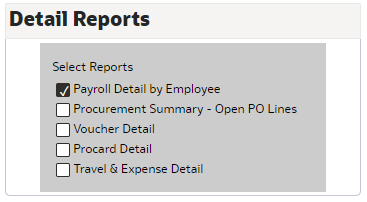 Detail Reports
Select Reports
Payroll Detail by Employee
Procurement Summary - Open PO Lines
Voucher Detail
Procard Detail
Travel & Expense Detail